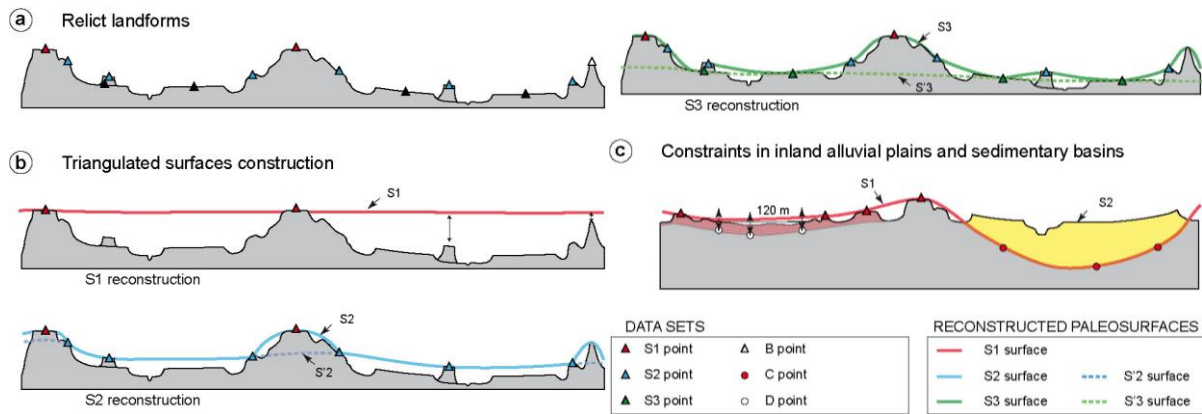 a Relict landforms
S3
S'3
S3 reconstruction
b Triangulated surfaces construction
S1
S1 reconstruction
S2
S'2
S2 reconstruction
c Constraints in inland alluvial plains and sedimentary basins
S1
120 m
S2
DATA SETS
S1 point
B point
S2 point
C point
S3 point
D point
RECONSTRUCTED PALEOSURFACES
S1 surface
S2 surface
S'2 surface
S3 surface
S'3 surface